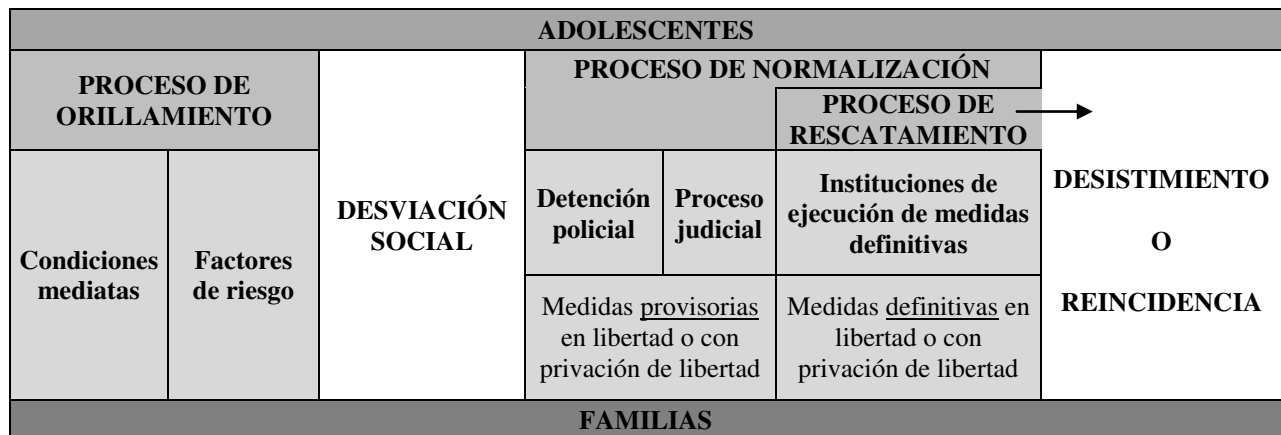 ADOLESCENTES
PROCESO DE
ORILLAMIENTO
Condiciones
mediatas
Factores
de riesgo
DESVIACIÓN
SOCIAL
PROCESO DE NORMALIZACIÓN
PROCESO DE
RESCATAMIENTO
Detención
policial
Proceso
judicial
Instituciones de
ejecución de medidas
definitivas
Medidas provisorias
en libertad o con
privación de libertad
Medidas definitivas en
libertad o con
privación de libertad
DESISTIMIENTO
O
REINCIDENCIA
FAMILIAS